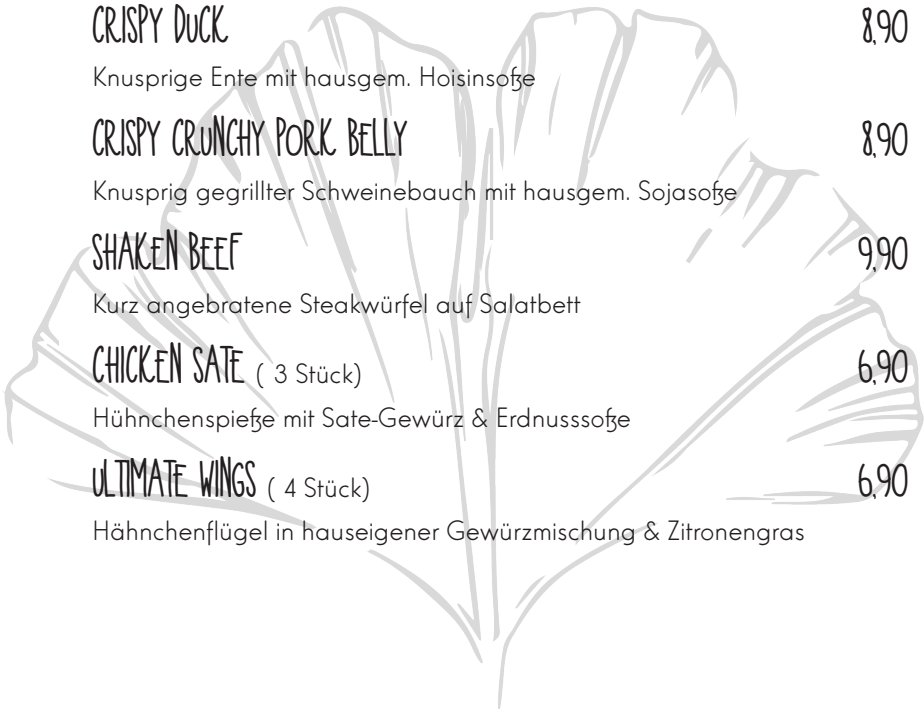 CRISPY DUCK 8,90
Knusprige Ente mit hausgem. Hoisinsoße
CRISPY CRUNCHY PORK BELLY 8,90
Knusprig gegrillter Schweinebauch mit hausgem. Sojasoße
SHAKEN BEEF 9,90
Kurz angebratene Steakwürfel auf Salatbett
CHICKEN SATE ( 3 Stück) 6,90
Hühnchenspieße mit Sate-Gewürz & Erdnusssoße
ULTIMATE WINGS ( 4 Stück) 6,90
Hähnchenflügel in hauseigener Gewürzmischung & Zitronengras